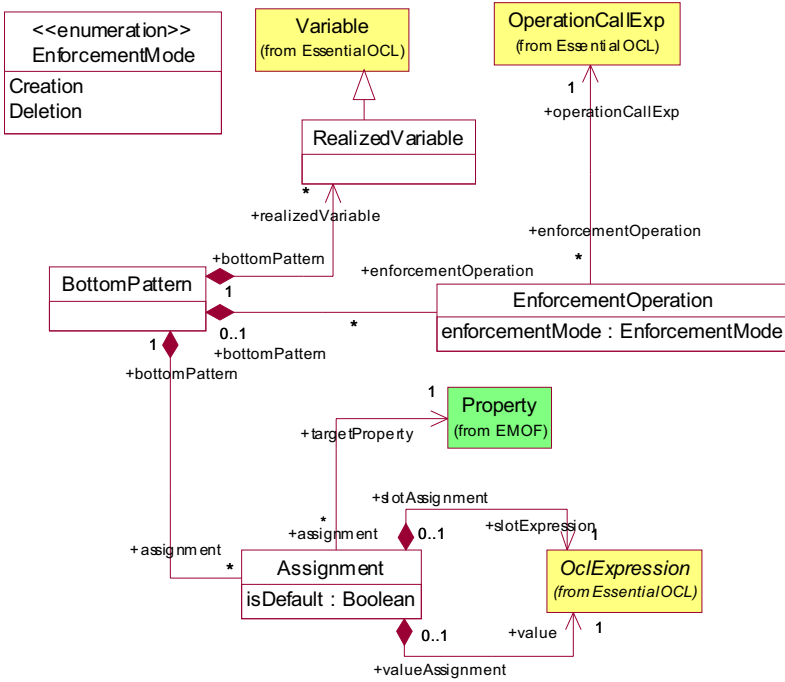 <<enumeration>>
EnforcementMode
Creation
Deletion
Variable
(from EssentialOCL)
OperationCallExp
(from EssentialOCL)
1
+operationCallExp
RealizedVariable
*
+realizedVariable
+bottomPattern
1
+enforcementOperation
*
+enforcementOperation
*
BottomPattern
0..1
+bottomPattern
EnforcementOperation
enforcementMode : EnforcementMode
1
+bottomPattern
1
Property
(from EMOF)
+targetProperty
*
+assignment
+slotAssignment
0..1
+slotExpression
1
+assignment
*
Assignment
isDefault : Boolean
OclExpression
(from EssentialOCL)
0..1
+value
1
+valueAssignment